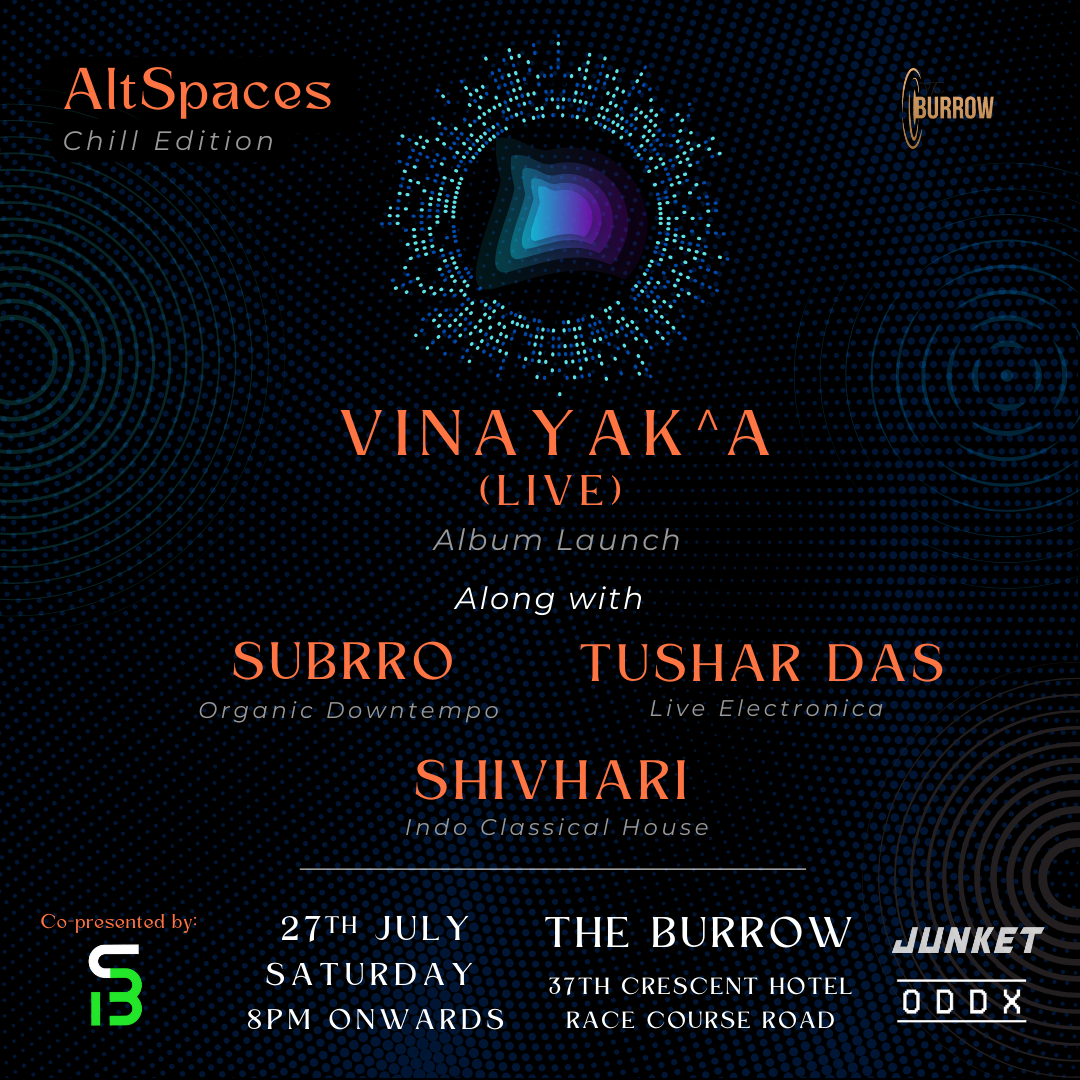 AltSpaces
Chill Edition
BURROW
VINAYAK^A
(LIVE)
Album Launch
Along with
SUBRRO
Organic Downtempo
TUSHAR DAS
Live Electronica
SHIVHARI
Indo Classical House
Co-presented by:
SB
27TH JULY
SATURDAY
8PM ONWARDS
THE BURROW
37TH CRESCENT HOTEL
RACE COURSE ROAD
JUNKET
ODDX